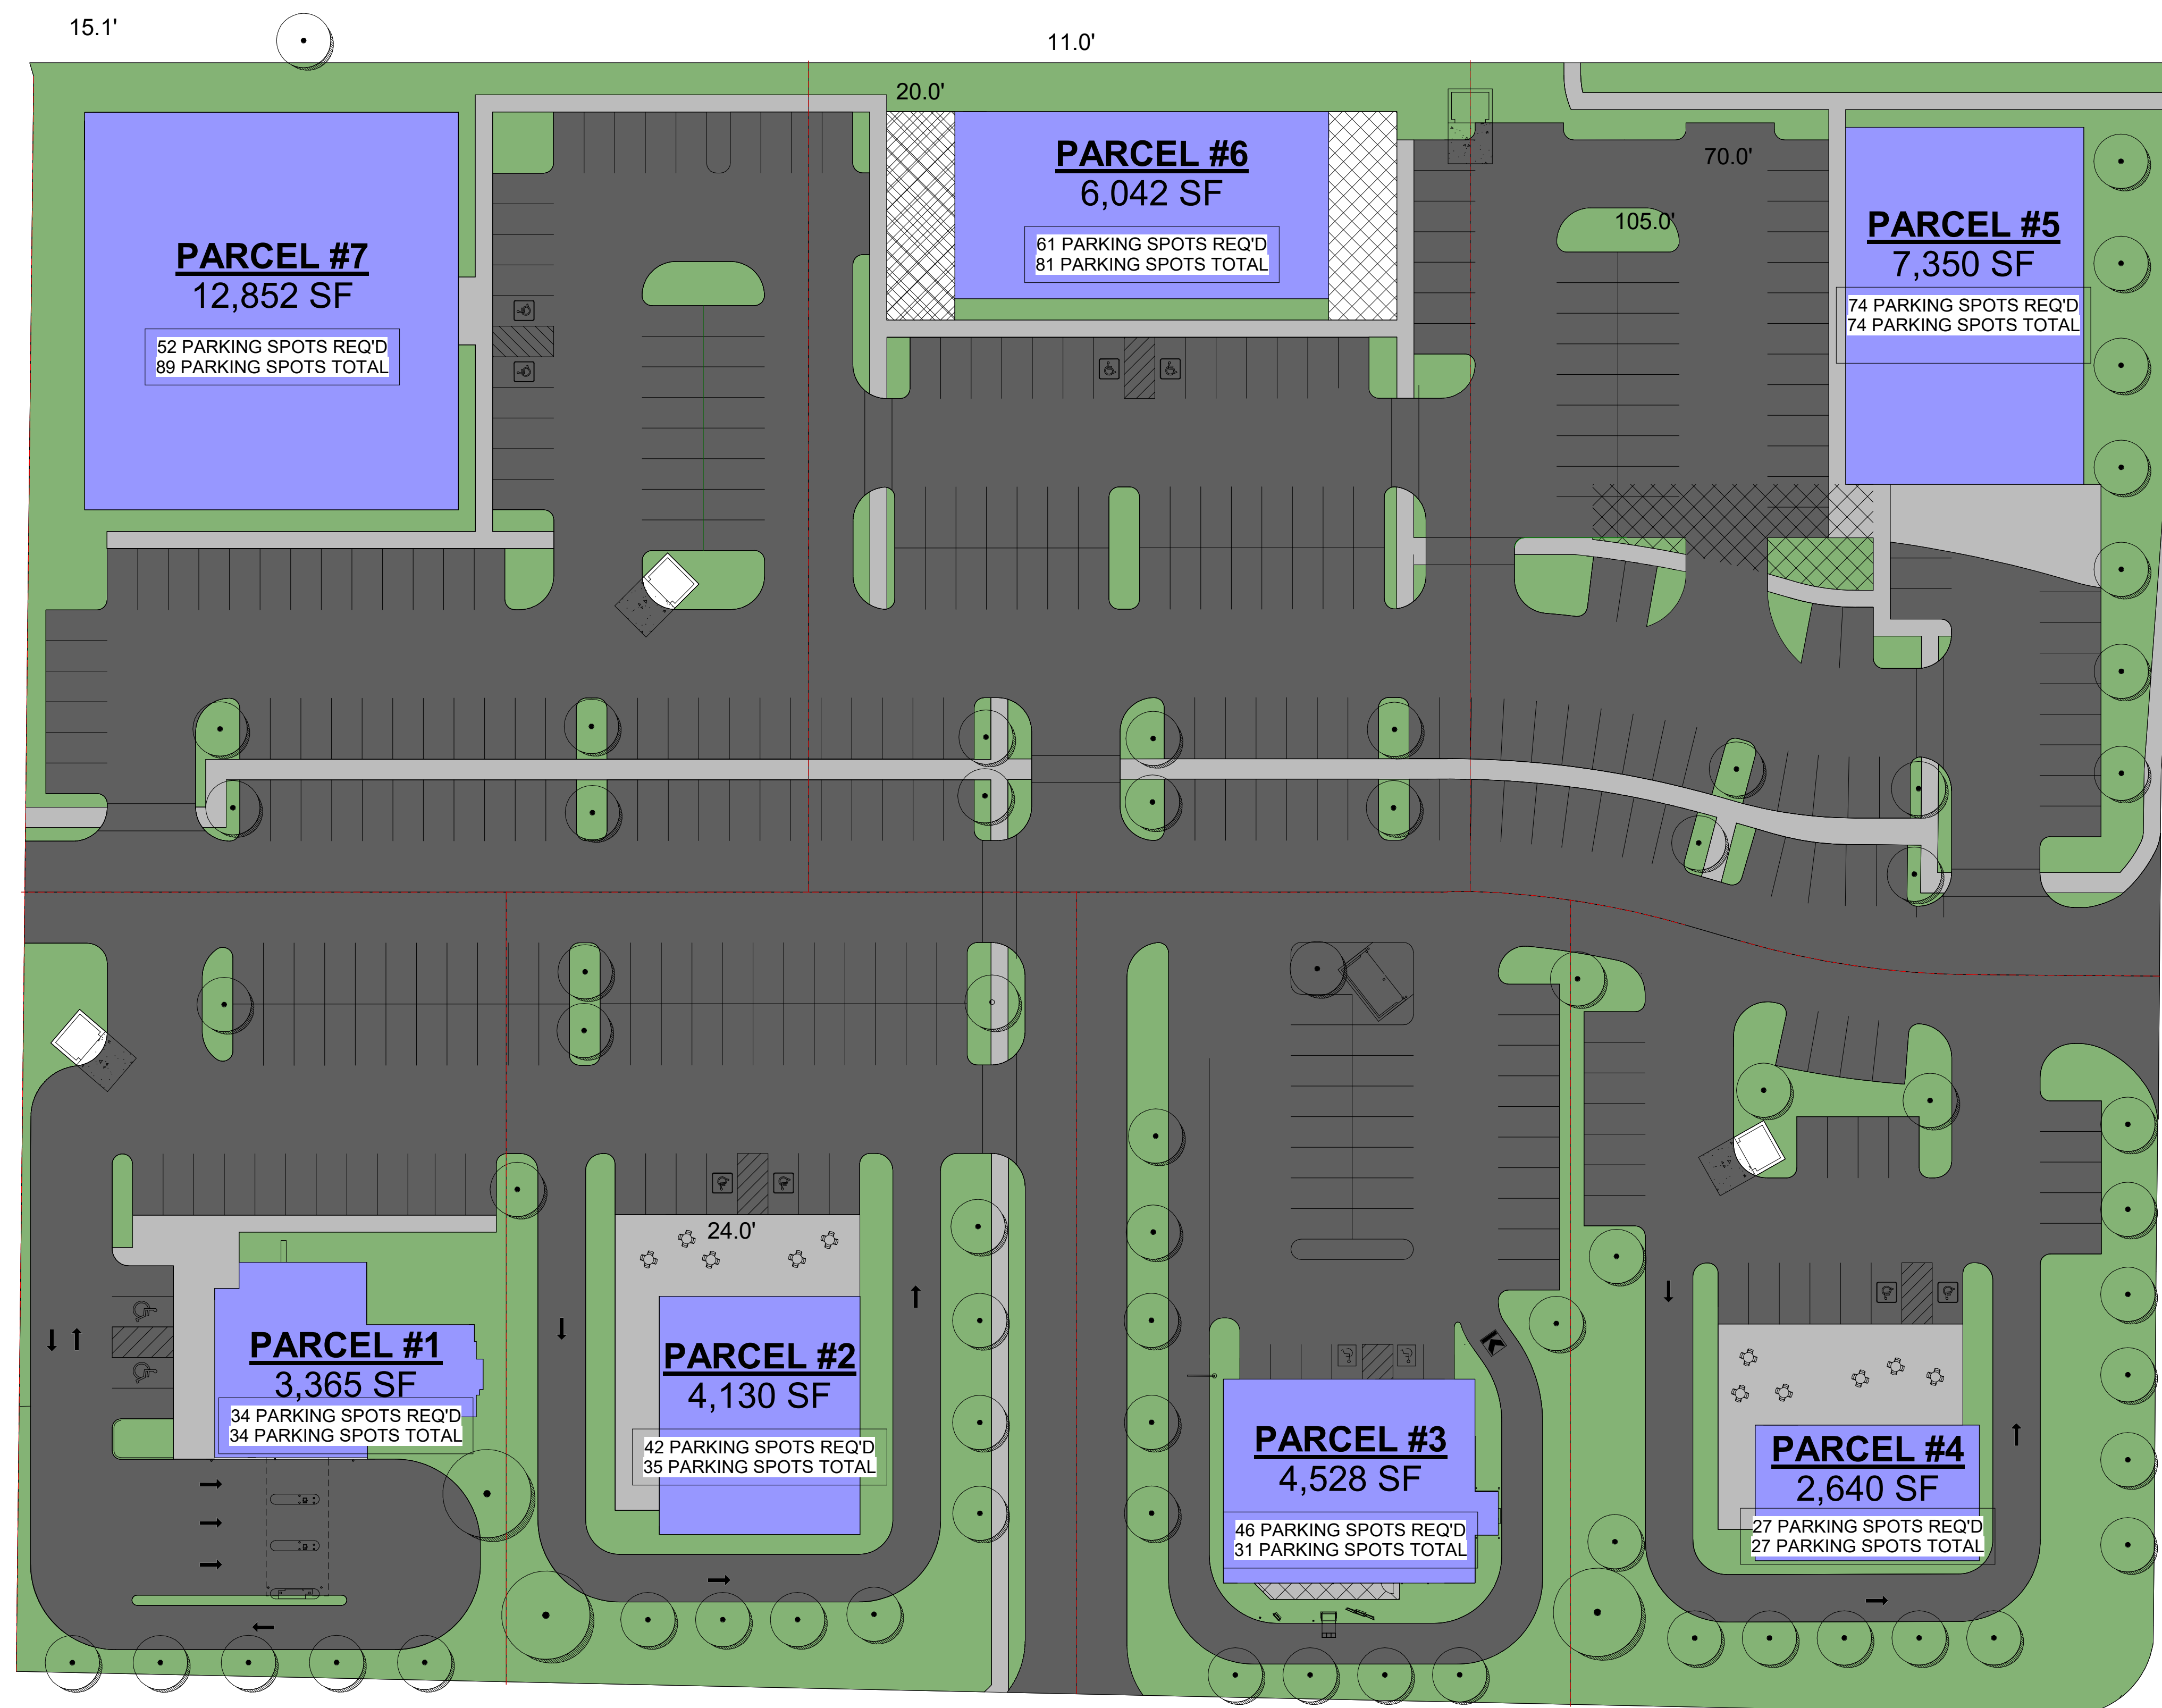 15.1'
11.0'
20.0'
70.0'
105.0'
PARCEL #7
12,852 SF
52 PARKING SPOTS REQ'D
89 PARKING SPOTS TOTAL
PARCEL #6
6,042 SF
61 PARKING SPOTS REQ'D
81 PARKING SPOTS TOTAL
PARCEL #5
7,350 SF
74 PARKING SPOTS REQ'D
74 PARKING SPOTS TOTAL
PARCEL #1
3,365 SF
34 PARKING SPOTS REQ'D
34 PARKING SPOTS TOTAL
24.0'
PARCEL #2
4,130 SF
42 PARKING SPOTS REQ'D
35 PARKING SPOTS TOTAL
PARCEL #3
4,528 SF
46 PARKING SPOTS REQ'D
31 PARKING SPOTS TOTAL
PARCEL #4
2,640 SF
27 PARKING SPOTS REQ'D
27 PARKING SPOTS TOTAL